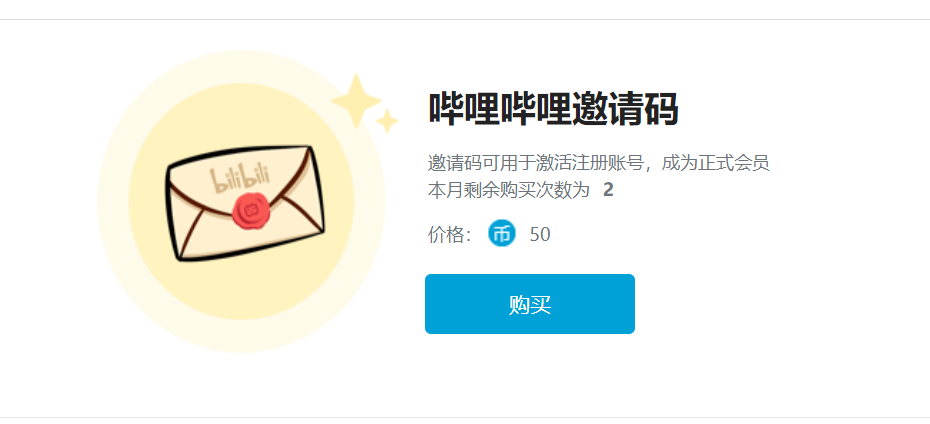 bilibili
哔哩哔哩邀请码
邀请码可用于激活注册账号，成为正式会员
本月剩余购买次数为 2
价格： 币 50
购买